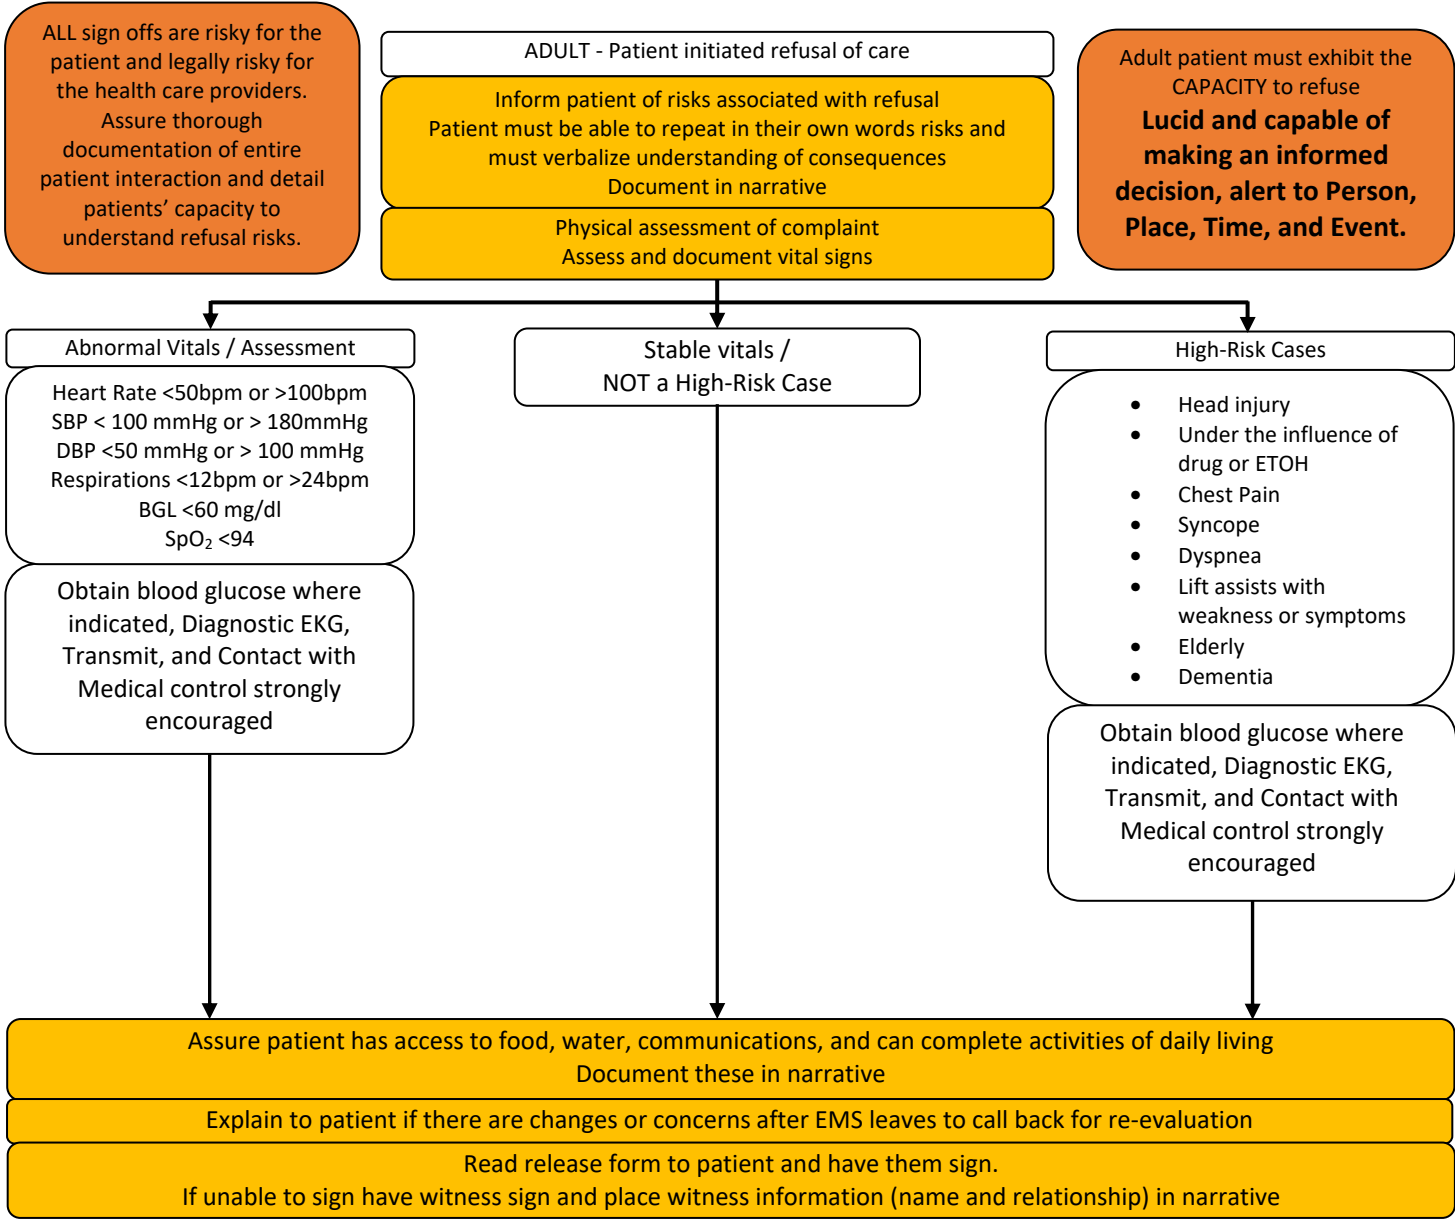 ALL sign offs are risky for the
patient and legally risky for
the health care providers.
Assure thorough
documentation of entire
patient interaction and detail
patients’ capacity to
understand refusal risks.
ADULT - Patient initiated refusal of care
Inform patient of risks associated with refusal
Patient must be able to repeat in their own words risks and
must verbalize understanding of consequences
Document in narrative
Physical assessment of complaint
Assess and document vital signs
Adult patient must exhibit the
CAPACITY to refuse
Lucid and capable of
making an informed
decision, alert to Person,
Place, Time, and Event.
Abnormal Vitals / Assessment
Heart Rate <50bpm or >100bpm
SBP < 100 mmHg or > 180mmHg
DBP <50 mmHg or > 100 mmHg
Respirations <12bpm or >24bpm
BGL <60 mg/dl
SpO₂ <94
Obtain blood glucose where
indicated, Diagnostic EKG,
Transmit, and Contact with
Medical control strongly
encouraged
Stable vitals /
NOT a High-Risk Case
High-Risk Cases
• Head injury
• Under the influence of
drug or ETOH
• Chest Pain
• Syncope
• Dyspnea
• Lift assists with
weakness or symptoms
• Elderly
• Dementia
Obtain blood glucose where
indicated, Diagnostic EKG,
Transmit, and Contact with
Medical control strongly
encouraged
Assure patient has access to food, water, communications, and can complete activities of daily living
Document these in narrative
Explain to patient if there are changes or concerns after EMS leaves to call back for re-evaluation
Read release form to patient and have them sign.
If unable to sign have witness sign and place witness information (name and relationship) in narrative